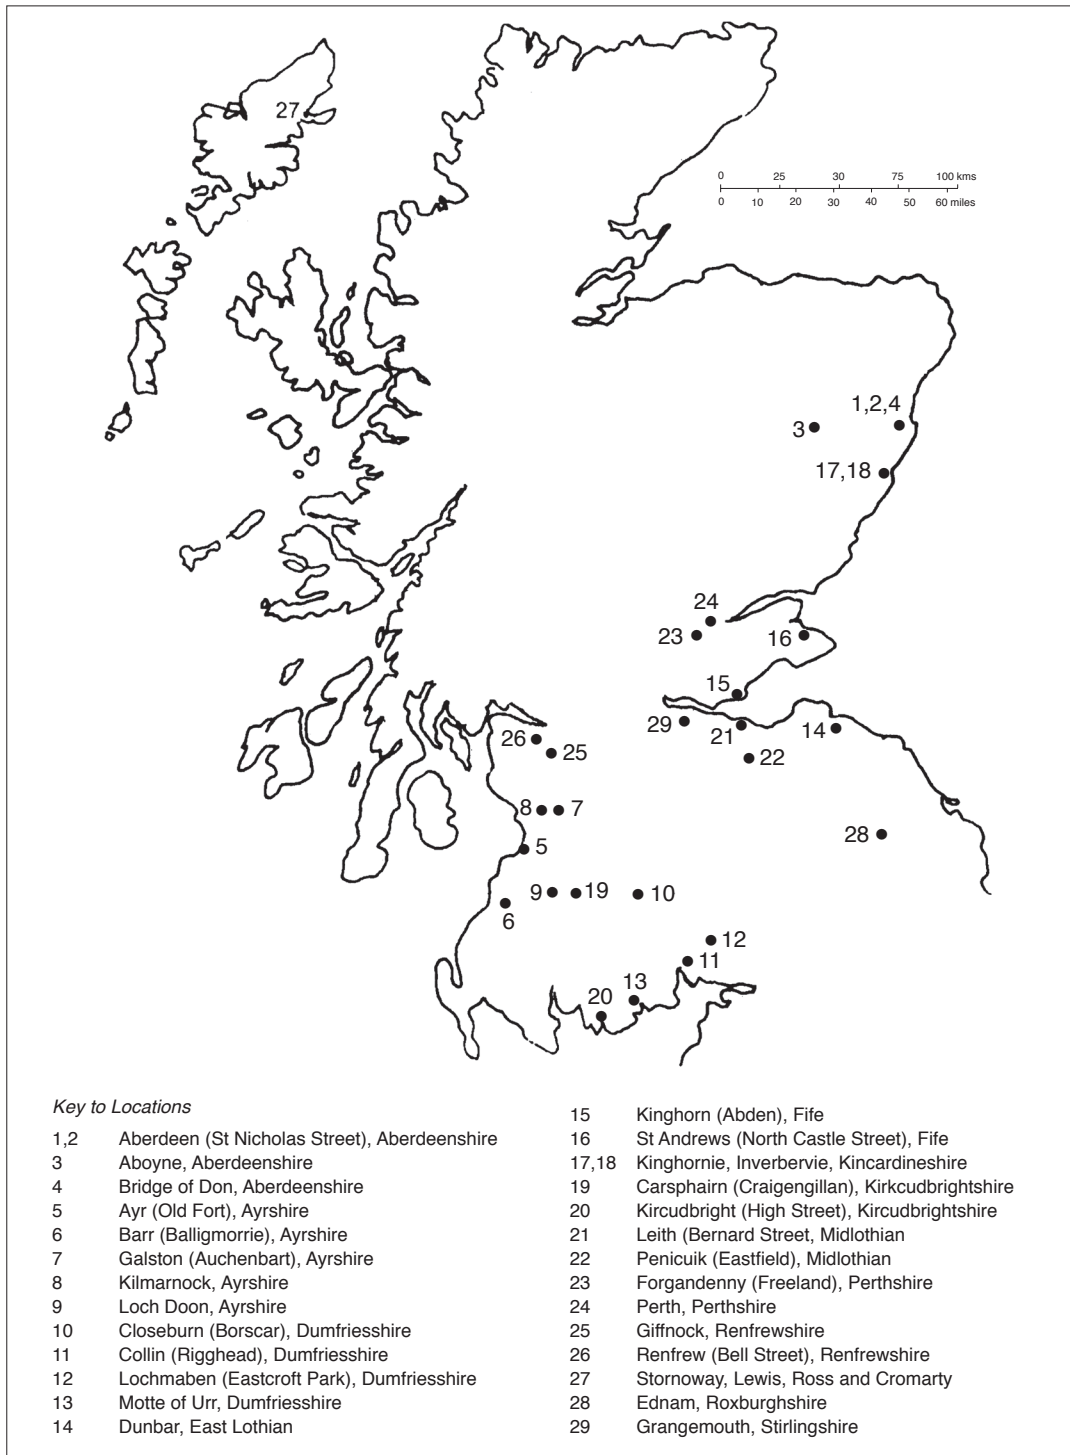 27
0 25 30 75 100 kms
0 10 20 30 40 50 60 miles
1,2,4
3
17,18
24
23
16
15
29
21
14
22
26
25
8
7
5
28
9
19
10
6
12
11
13
20
Key to Locations
1,2 Aberdeen (St Nicholas Street), Aberdeenshire
3 Aboyne, Aberdeenshire
4 Bridge of Don, Aberdeenshire
5 Ayr (Old Fort), Ayrshire
6 Barr (Balligmorrie), Ayrshire
7 Galston (Auchenbart), Ayrshire
8 Kilmarnock, Ayrshire
9 Loch Doon, Ayrshire
10 Closeburn (Borscar), Dumfriesshire
11 Collin (Rigghead), Dumfriesshire
12 Lochmaben (Eastcroft Park), Dumfriesshire
13 Motte of Urr, Dumfriesshire
14 Dunbar, East Lothian
15 Kinghorn (Abden), Fife
16 St Andrews (North Castle Street), Fife
17,18 Kinghornie, Inverbervie, Kincardineshire
19 Carsphairn (Craigengillan), Kirkcudbrightshire
20 Kircudbright (High Street), Kircudbrightshire
21 Leith (Bernard Street, Midlothian
22 Penicuik (Eastfield), Midlothian
23 Forgandenny (Freeland), Perthshire
24 Perth, Perthshire
25 Giffnock, Renfrewshire
26 Renfrew (Bell Street), Renfrewshire
27 Stornoway, Lewis, Ross and Cromarty
28 Ednam, Roxburghshire
29 Grangemouth, Stirlingshire